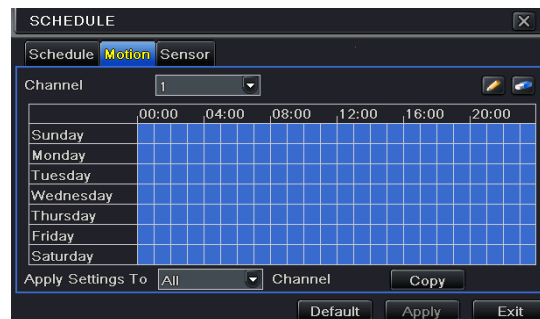 SCHEDULE
Schedule Motion Sensor
Channel 1
00:00 04:00 08:00 12:00 16:00 20:00
Sunday
Monday
Tuesday
Wednesday
Thursday
Friday
Saturday
Apply Settings To All Channel Copy
Default Apply Exit